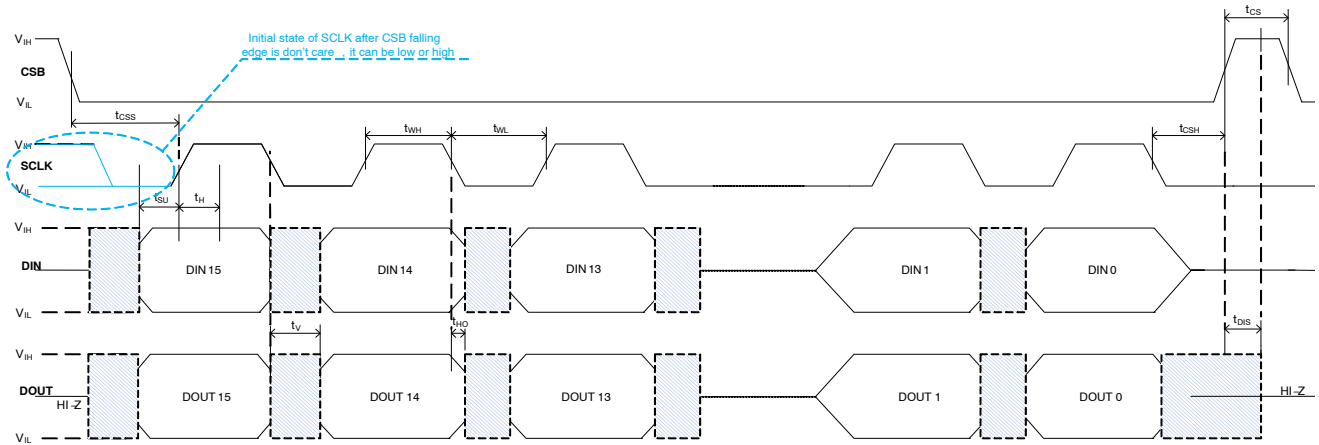 tCS
Initial state of SCLK after CSB falling
edge is don't care , it can be low or high
VIH
CSB
VIL
tCSS
tWH
tWL
tCSH
VIH
SCLK
VIL
tSU
tH
VIH
DIN
VIL
DIN 15
DIN 14
DIN 13
DIN 1
DIN 0
tV
tHO
tDIS
VIH
DOUT
HI-Z
VIL
DOUT 15
DOUT 14
DOUT 13
DOUT 1
DOUT 0
HI-Z